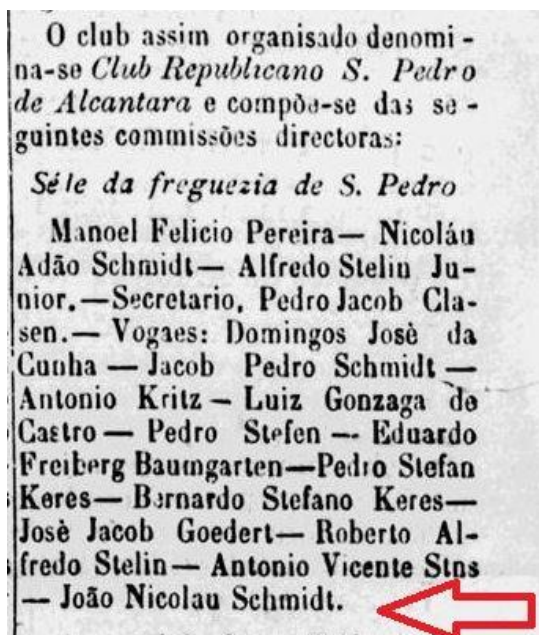 O club assim organisado denomi-
na-se Club Republicano S. Pedro
de Alcantara e compõe-se das se-
guintes commissões directoras:
Séle da freguezia de S. Pedro
Manoel Felicio Pereira— Nicoláu
Adão Schmidt— Alfredo Stelin Ju-
nior.—Secretario, Pedro Jacob Cla-
sen.— Vogaes: Domingos Josè da
Cunha — Jacob Pedro Schmidt —
Antonio Kritz — Luiz Gonzaga de
Castro — Pedro Stefen — Eduardo
Freiberg Baumgarten—Pedro Stefan
Keres— Bernardo Stefano Keres—
Josè Jacob Goedert— Roberto Al-
fredo Stelin— Antonio Vicente Stns
— João Nicolau Schmidt.